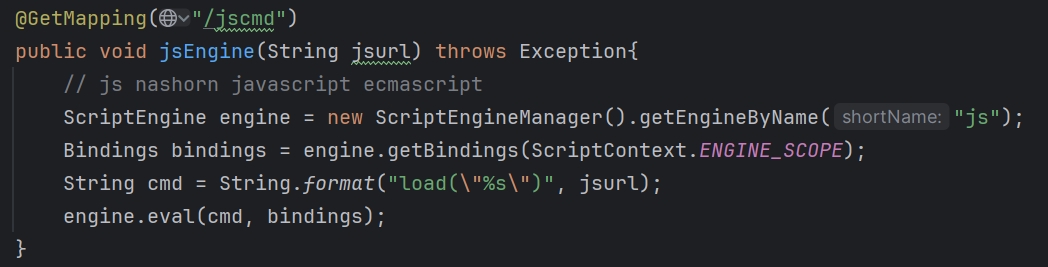 @GetMapping("/jscmd")
public void jsEngine(String jsurl) throws Exception{
    // js nashorn javascript ecmascript
    ScriptEngine engine = new ScriptEngineManager().getEngineByName( shortName: "js");
    Bindings bindings = engine.getBindings(ScriptContext.ENGINE_SCOPE);
    String cmd = String.format("load(\"%s\")", jsurl);
    engine.eval(cmd, bindings);
}